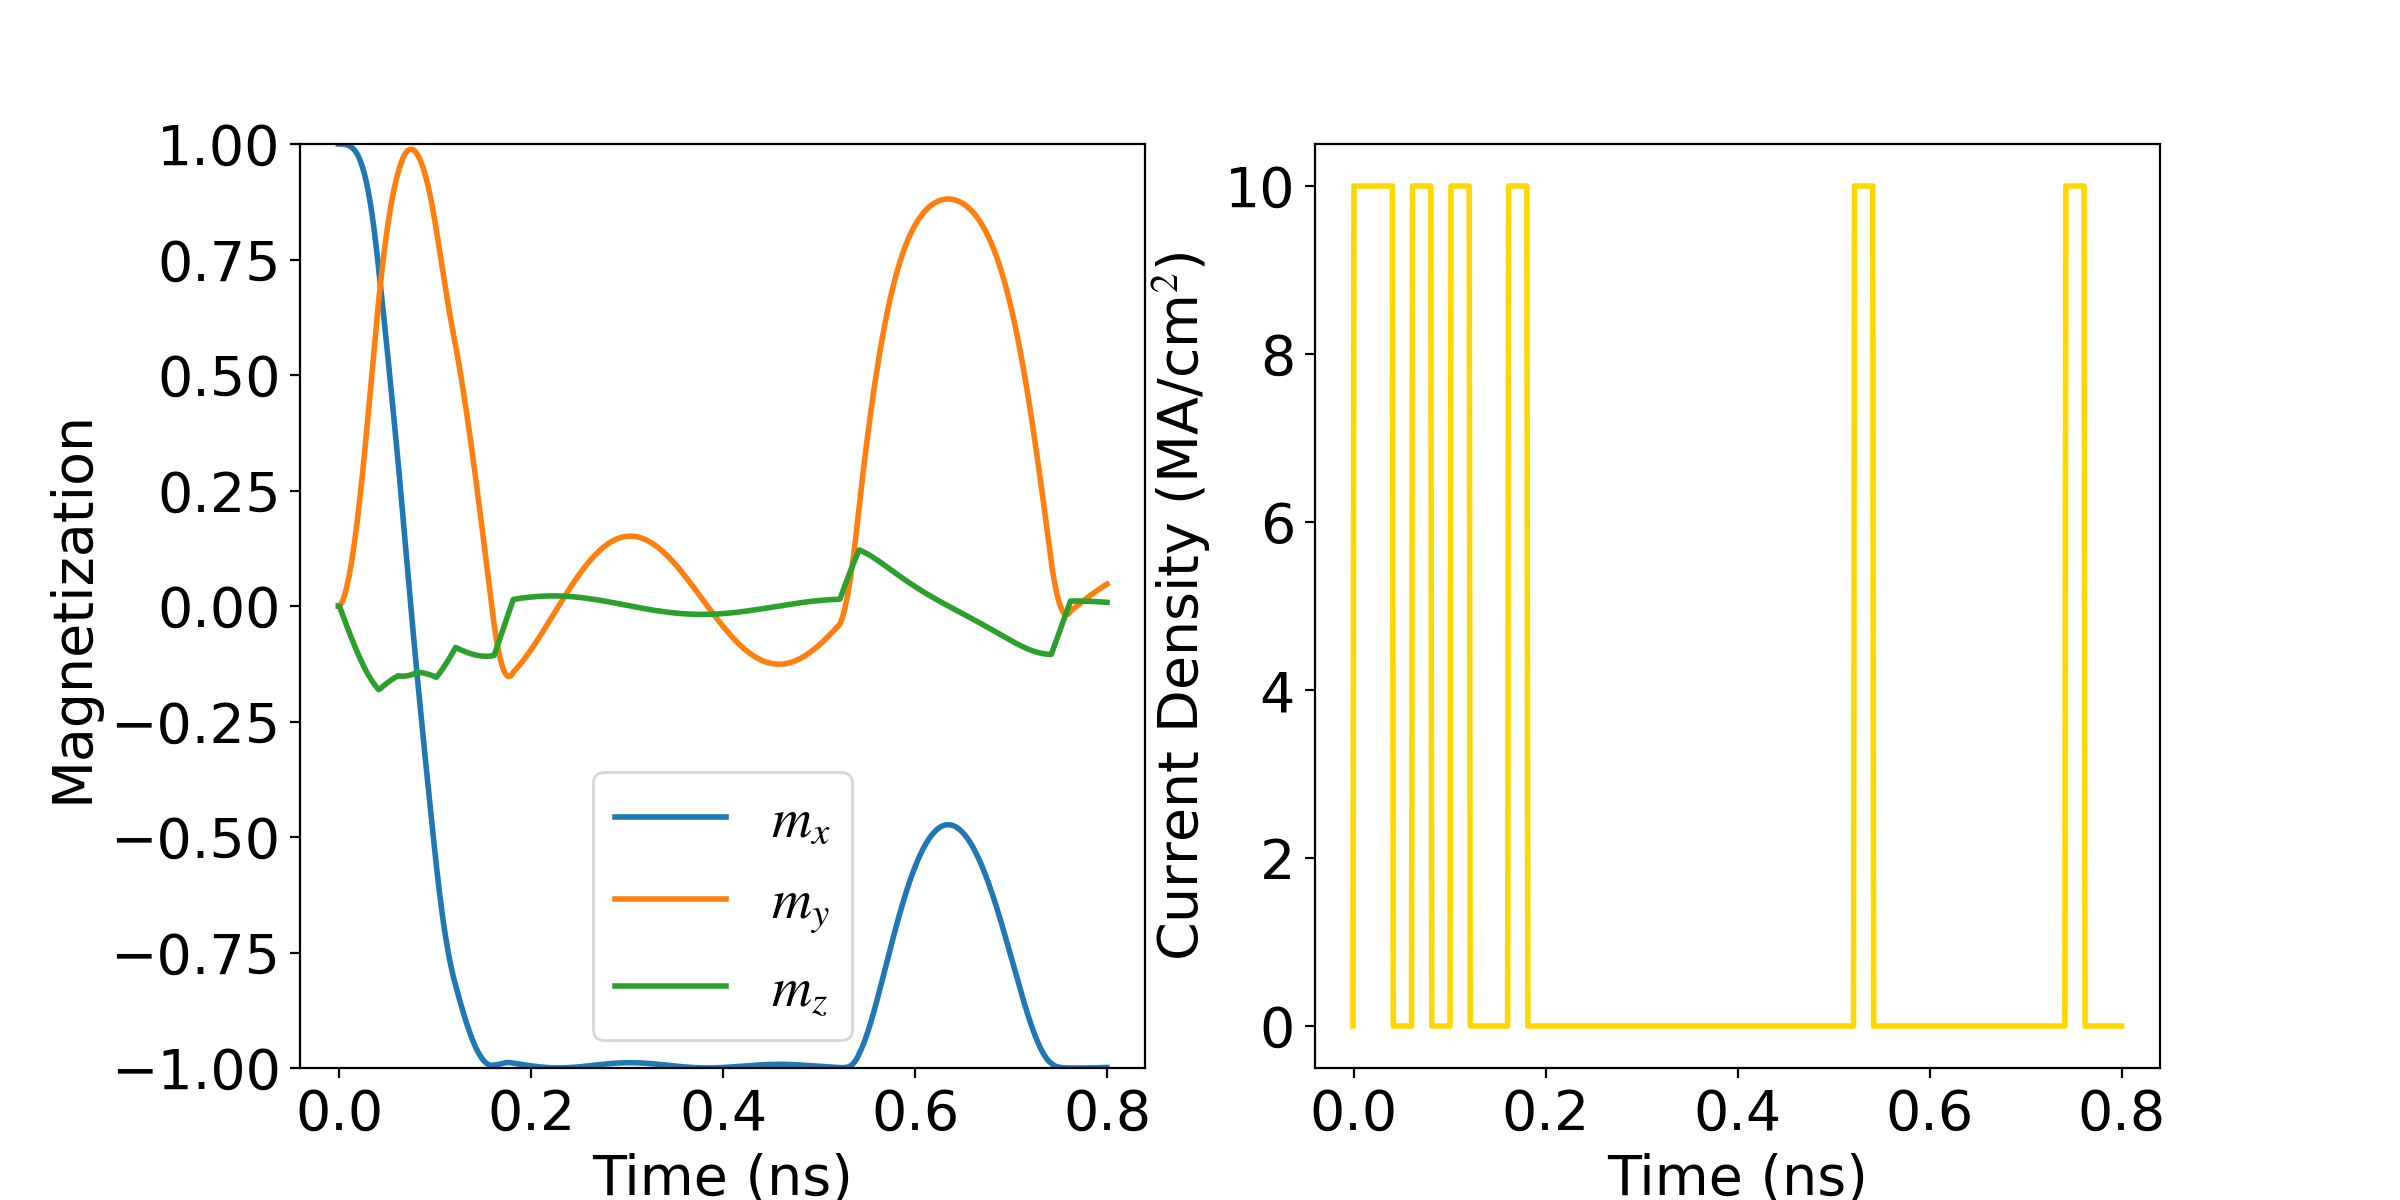 Magnetization
1.00
0.75
0.50
0.25
0.00
−0.25
−0.50
−0.75
−1.00
0.0 0.2 0.4 0.6 0.8
Time (ns)
m_x
m_y
m_z
Current Density (MA/cm²)
10
8
6
4
2
0
0.0 0.2 0.4 0.6 0.8
Time (ns)